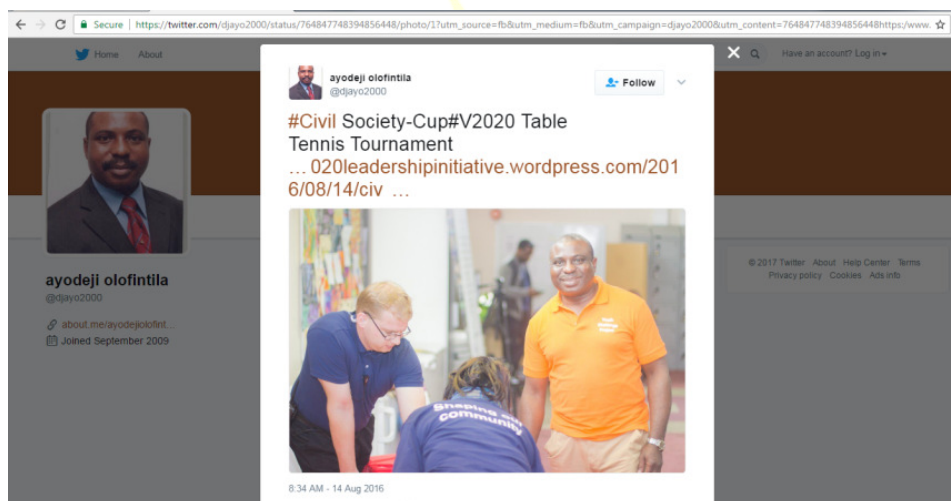 Secure | https://twitter.com/djayo2000/status/764847748394856448/photo/1?utm_source=fb&utm_medium=fb&utm_campaign=djayo2000&utm_content=764847748394856448https:/www.
Home About
Have an account? Log in
ayodeji olofintila
@djayo2000
Follow
#Civil Society-Cup#V2020 Table
Tennis Tournament
... 020leadershipinitiative.wordpress.com/201
6/08/14/civ ...
Shaping our
community
8:34 AM - 14 Aug 2016
ayodeji olofintila
@djayo2000
about.me/ayodejiolofint...
Joined September 2009
© 2017 Twitter About Help Center Terms
Privacy policy Cookies Ads info